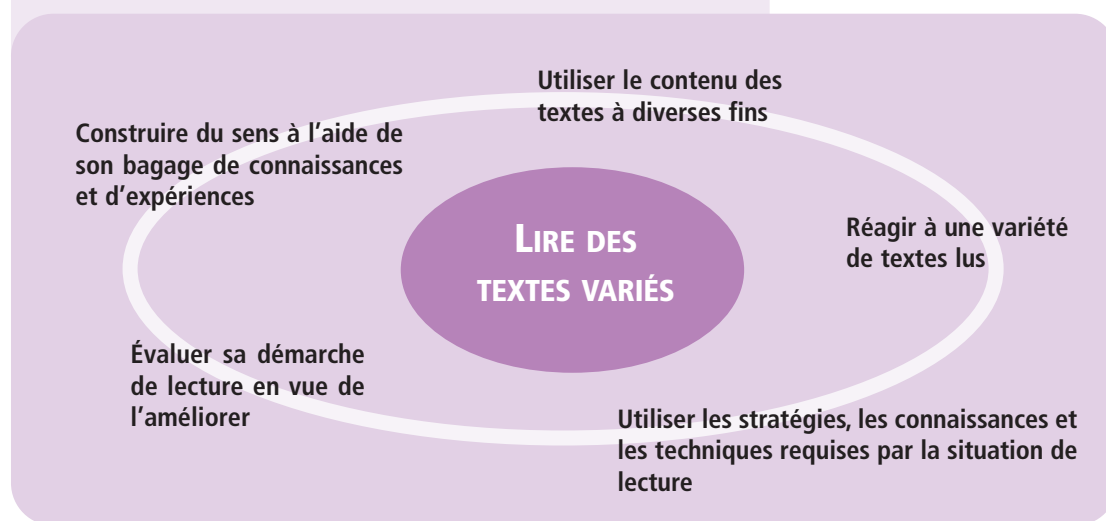 Utiliser le contenu des
textes à diverses fins
Construire du sens à l’aide de
son bagage de connaissances
et d’expériences
LIRE DES
TEXTES VARIÉS
Réagir à une variété
de textes lus
Évaluer sa démarche
de lecture en vue de
l’améliorer
Utiliser les stratégies, les connaissances et
les techniques requises par la situation de
lecture